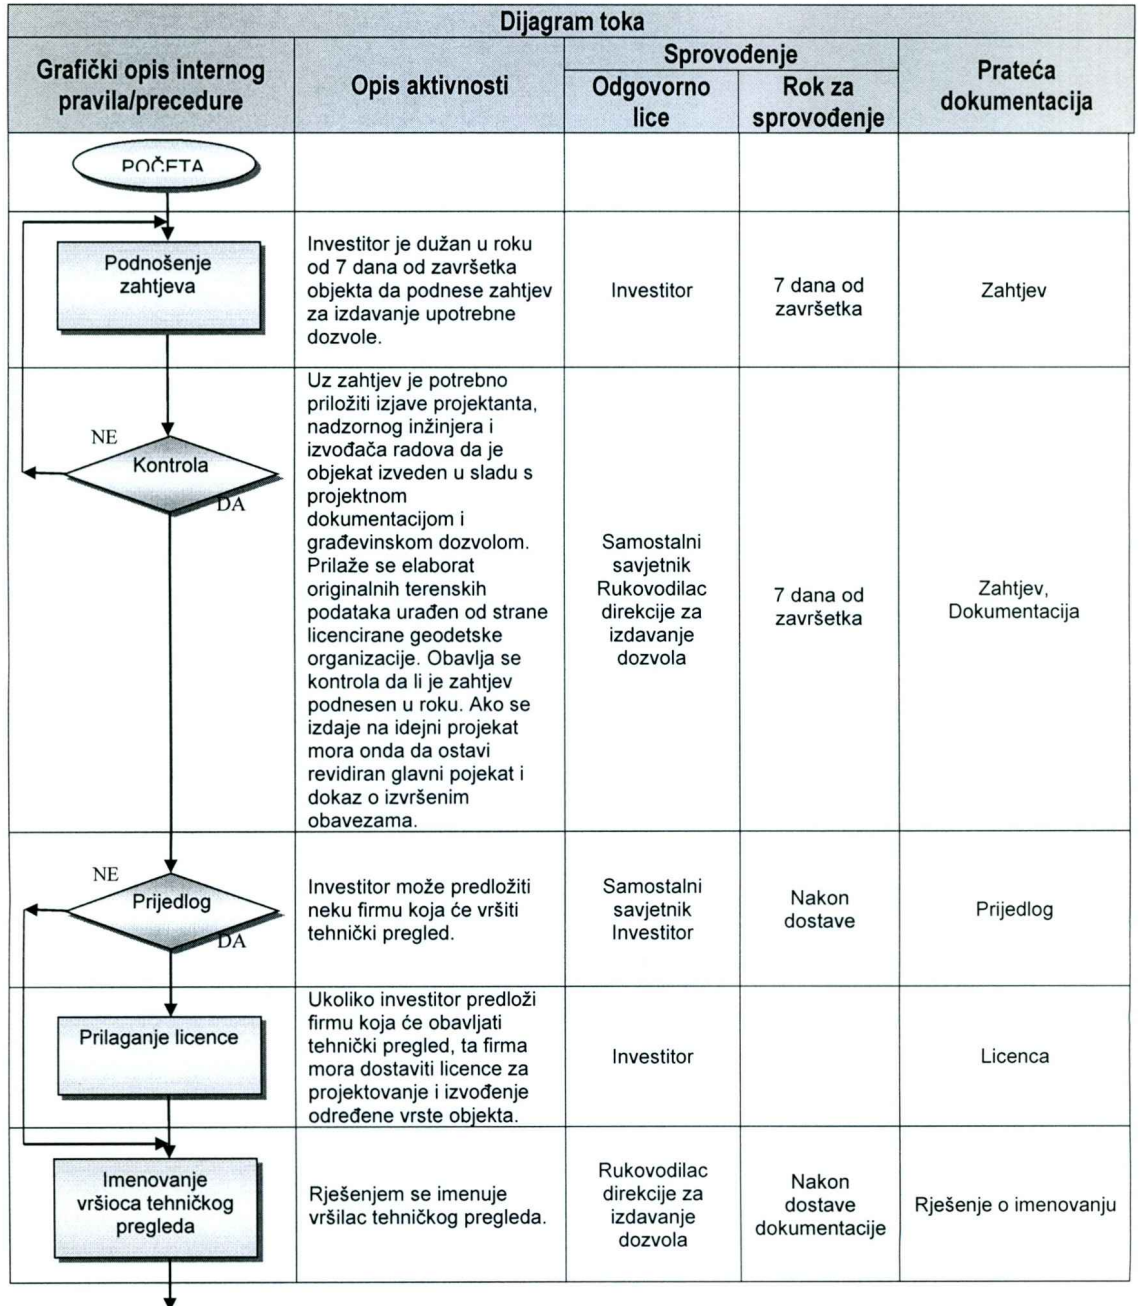 Dijagram toka
Grafički opis internog
pravila/precedure
Opis aktivnosti
Sprovođenje
Odgovorno
lice
Rok za
sprovođenje
Prateća
dokumentacija
POČETA
Podnošenje
zahtjeva
Investitor je dužan u roku
od 7 dana od završetka
objekta da podnese zahtjev
za izdavanje upotrebne
dozvole.
Investitor
7 dana od
završetka
Zahtjev
NE
Kontrola
DA
Uz zahtjev je potrebno
priložiti izjave projektanta,
nadzornog inžinjera i
izvođača radova da je
objekat izveden u sladu s
projektnom
dokumentacijom i
građevinskom dozvolom.
Prilaže se elaborat
originalnih terenskih
podataka urađen od strane
licencirane geodetske
organizacije. Obavlja se
kontrola da li je zahtjev
podnesen u roku. Ako se
izdaje na idejni projekat
mora onda da ostavi
revidiran glavni pojekat i
dokaz o izvršenim
obavezama.
Samostalni
savjetnik
Rukovodilac
direkcije za
izdavanje
dozvola
7 dana od
završetka
Zahtjev,
Dokumentacija
NE
Prijedlog
DA
Investitor može predložiti
neku firmu koja će vršiti
tehnički pregled.
Samostalni
savjetnik
Investitor
Nakon
dostave
Prijedlog
Prilaganje licence
Ukoliko investitor predloži
firmu koja će obavljati
tehnički pregled, ta firma
mora dostaviti licence za
projektovanje i izvođenje
određene vrste objekta.
Investitor
Licenca
Imenovanje
vršioca tehničkog
pregleda
Rješenjem se imenuje
vršilac tehničkog pregleda.
Rukovodilac
direkcije za
izdavanje
dozvola
Nakon
dostave
dokumentacije
Rješenje o imenovanju